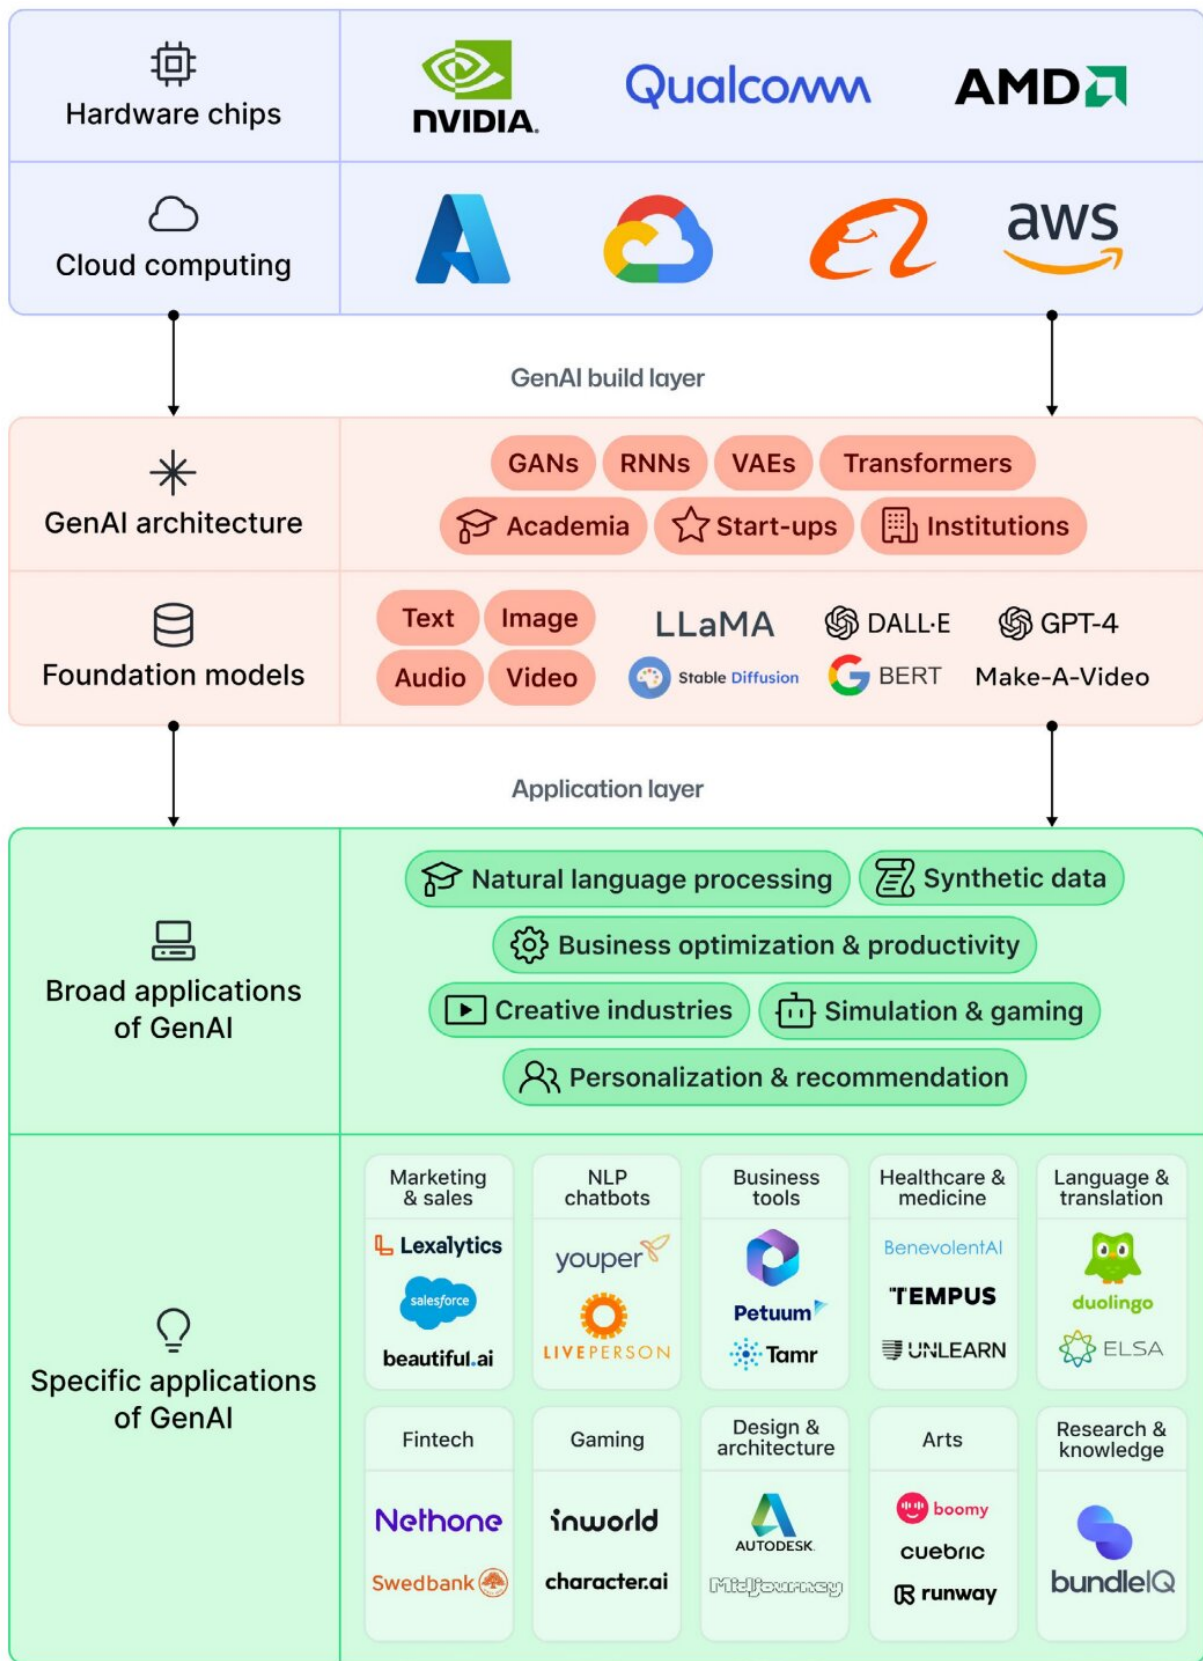 Hardware chips
NVIDIA.
Qualcomm
AMD
Cloud computing
aws
GenAI build layer
GenAI architecture
GANs RNNs VAEs Transformers
Academia Start-ups Institutions
Foundation models
Text Image
Audio Video
LLaMA DALL·E GPT-4
Stable Diffusion G BERT Make-A-Video
Application layer
Broad applications
of GenAI
Natural language processing Synthetic data
Business optimization & productivity
Creative industries Simulation & gaming
Personalization & recommendation
Specific applications
of GenAI
Marketing
& sales
Lexalytics
salesforce
beautiful.ai
NLP
chatbots
youper
LIVEPERSON
Business
tools
Petuum
Tamr
Healthcare &
medicine
BenevolentAI
TEMPUS
UNLEARN
Language &
translation
duolingo
ELSA
Fintech
Nethone
Swedbank
Gaming
inworld
character.ai
Design &
architecture
AUTODESK.
Midjourney
Arts
boomy
cuebric
runway
Research &
knowledge
bundleIQ